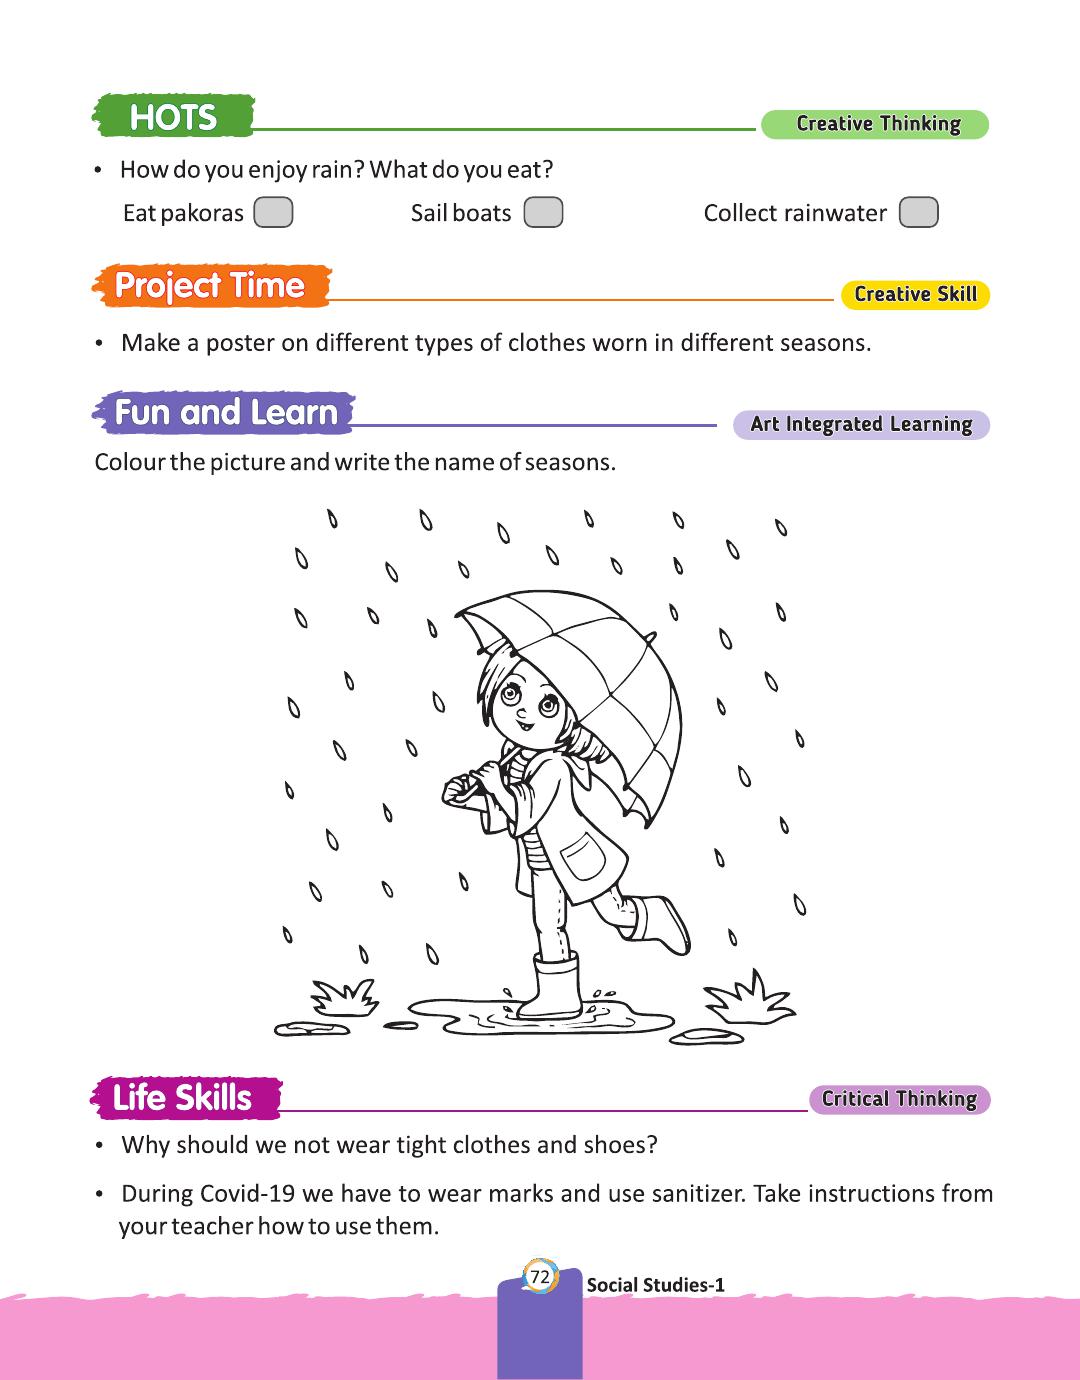 HOTS
Creative Thinking
• How do you enjoy rain? What do you eat?
Eat pakoras Sail boats Collect rainwater
Project Time
Creative Skill
• Make a poster on different types of clothes worn in different seasons.
Fun and Learn
Art Integrated Learning
Colour the picture and write the name of seasons.
Life Skills
Critical Thinking
• Why should we not wear tight clothes and shoes?
• During Covid-19 we have to wear marks and use sanitizer. Take instructions from
your teacher how to use them.
72
Social Studies-1